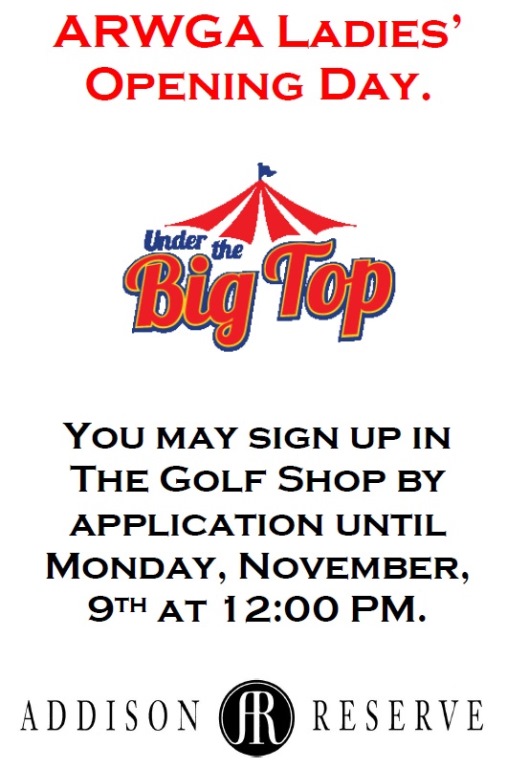 ARWGA LADIES’
OPENING DAY.
Under the
Big Top
YOU MAY SIGN UP IN
THE GOLF SHOP BY
APPLICATION UNTIL
MONDAY, NOVEMBER,
9TH AT 12:00 PM.
ADDISON AR RESERVE